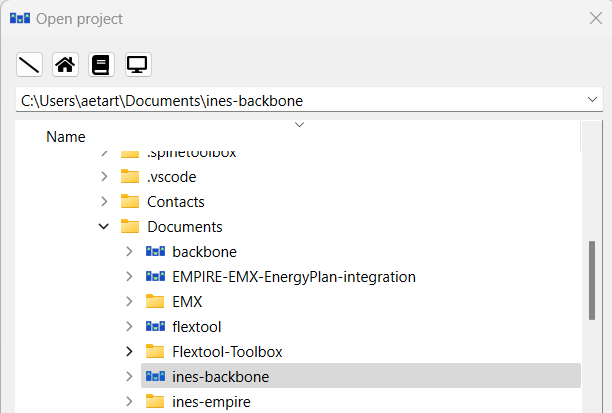 Open project
C:\Users\aetart\Documents\ines-backbone
Name
.spinetoolbox
.vscode
Contacts
Documents
backbone
EMPIRE-EMX-EnergyPlan-integration
EMX
flextool
Flextool-Toolbox
ines-backbone
ines-empire